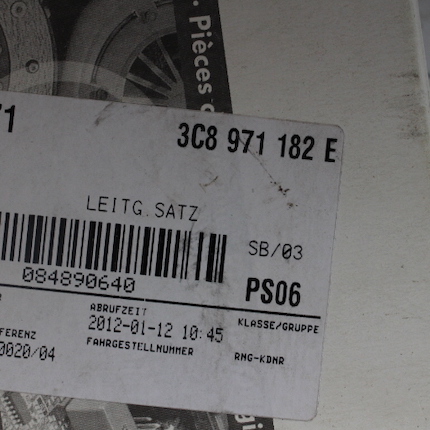 Pièces
71
3C8 971 182 E
LEITG.SATZ
SB/03
084890640
PS06
ABRUFZEIT
2012-01-12 10:45
KLASSE/GRUPPE
FAHRGESTELLNUMMER
FERENZ
0020/04
RNG-KDNR